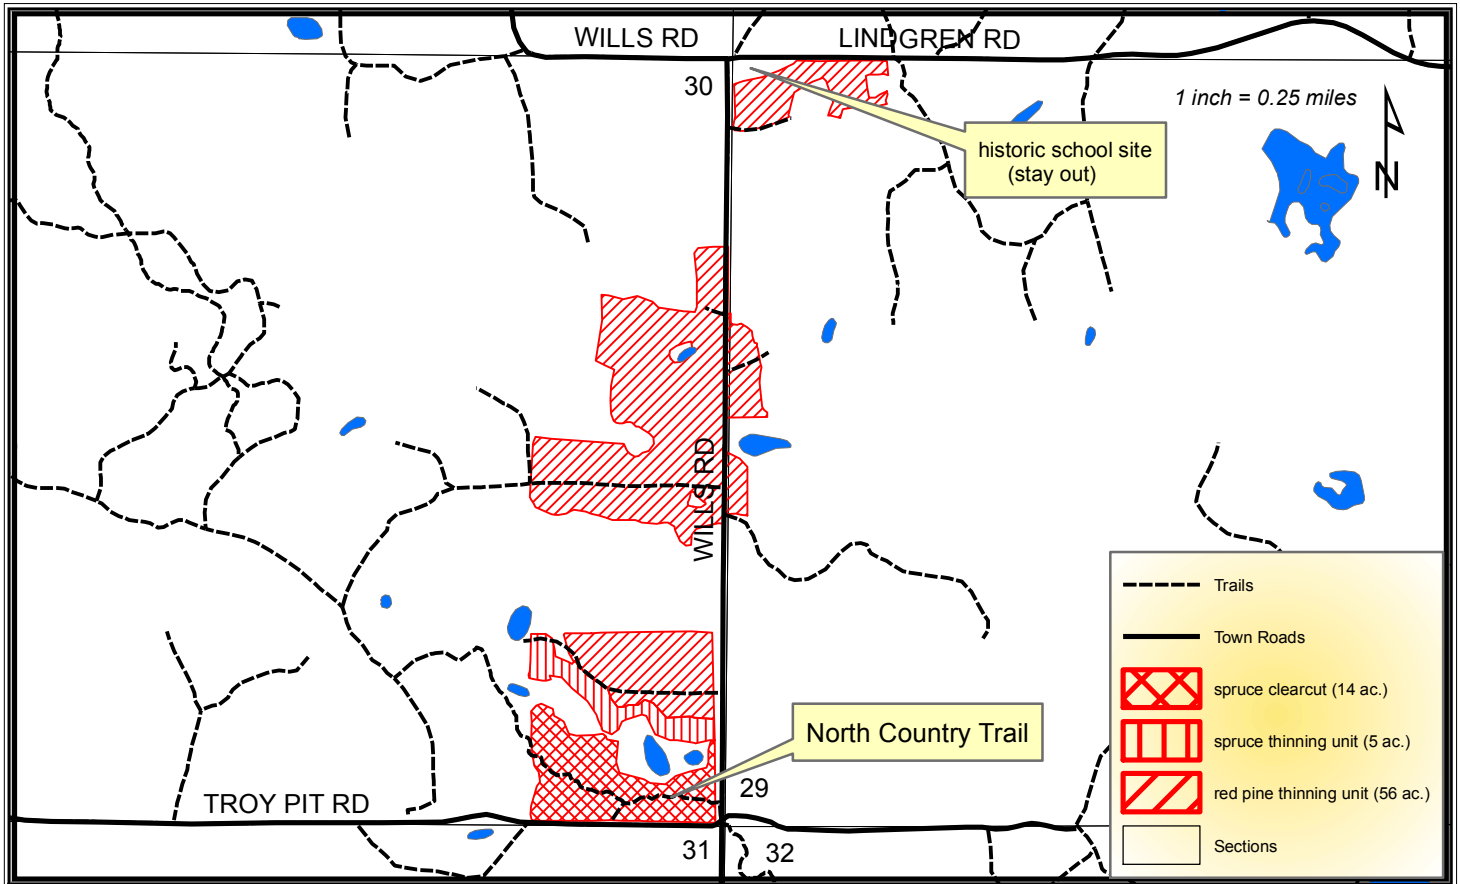 WILLS RD
LINDGREN RD
30
1 inch = 0.25 miles
N
historic school site
(stay out)
WILLS RD
Trails
Town Roads
spruce clearcut (14 ac.)
spruce thinning unit (5 ac.)
red pine thinning unit (56 ac.)
Sections
North Country Trail
29
TROY PIT RD
31
32